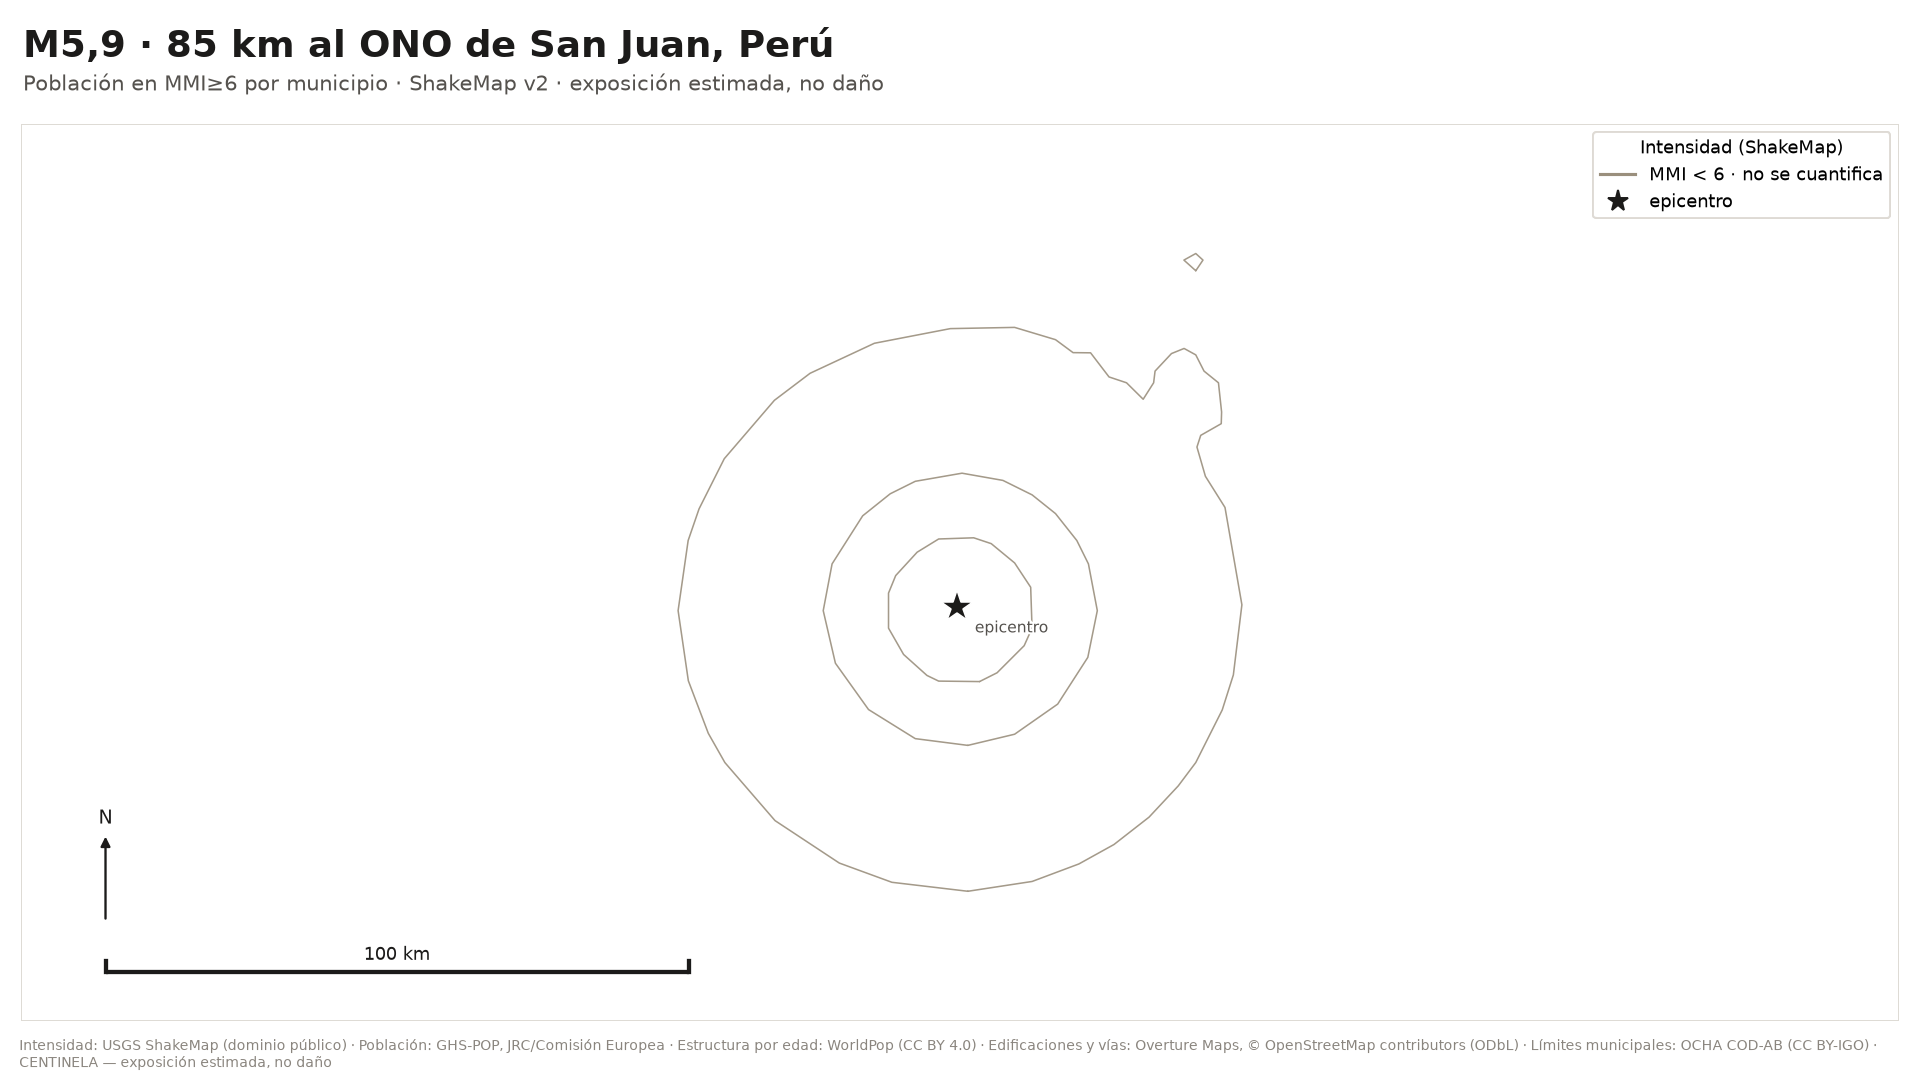 M5,9 · 85 km al ONO de San Juan, Perú
Población en MMI≥6 por municipio · ShakeMap v2 · exposición estimada, no daño
Intensidad (ShakeMap)
MMI < 6 · no se cuantifica
epicentro
epicentro
N
100 km
Intensidad: USGS ShakeMap (dominio público) · Población: GHS-POP, JRC/Comisión Europea · Estructura por edad: WorldPop (CC BY 4.0) · Edificaciones y vías: Overture Maps, © OpenStreetMap contributors (ODbL) · Límites municipales: OCHA COD-AB (CC BY-IGO) ·
CENTINELA — exposición estimada, no daño